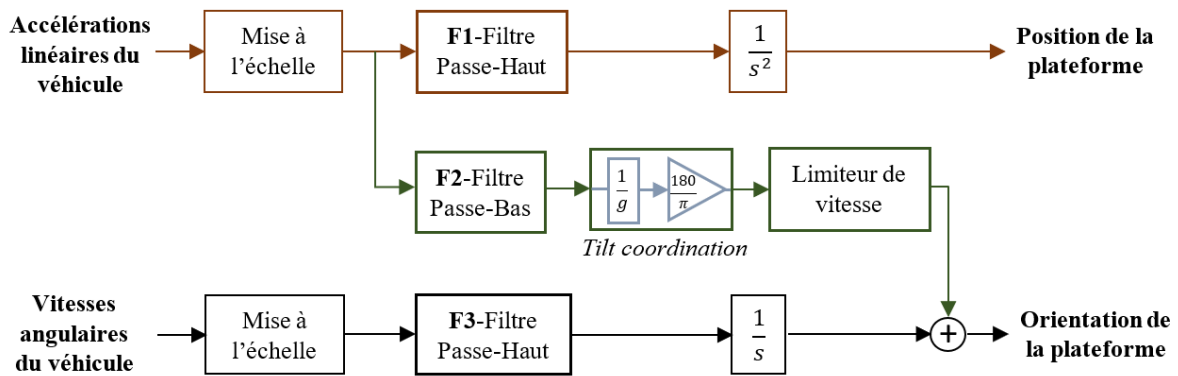 Accélérations
linéaires du
véhicule
Mise à
l'échelle
F1-Filtre
Passe-Haut
1
s²
Position de la
plateforme
F2-Filtre
Passe-Bas
1
g
180
π
Tilt coordination
Limiteur de
vitesse
Vitesses
angulaires
du véhicule
Mise à
l'échelle
F3-Filtre
Passe-Haut
1
s
+
Orientation de
la plateforme